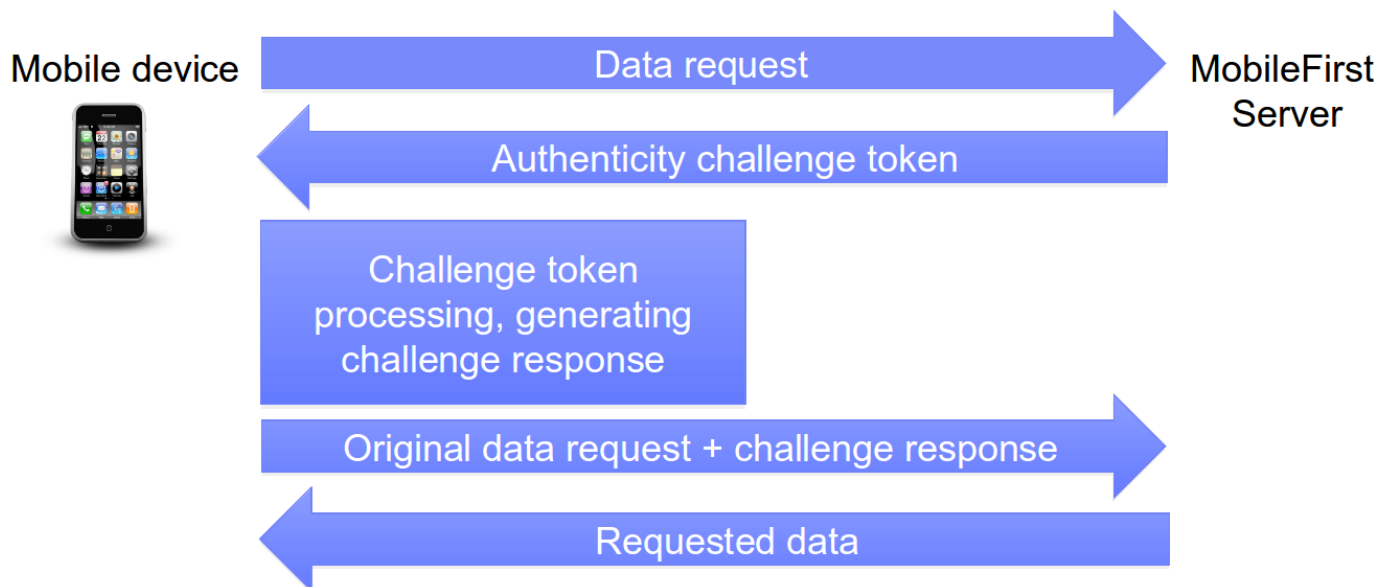 Data request
Mobile device
MobileFirst
Server
Authenticity challenge token
Challenge token
processing, generating
challenge response
Original data request + challenge response
Requested data